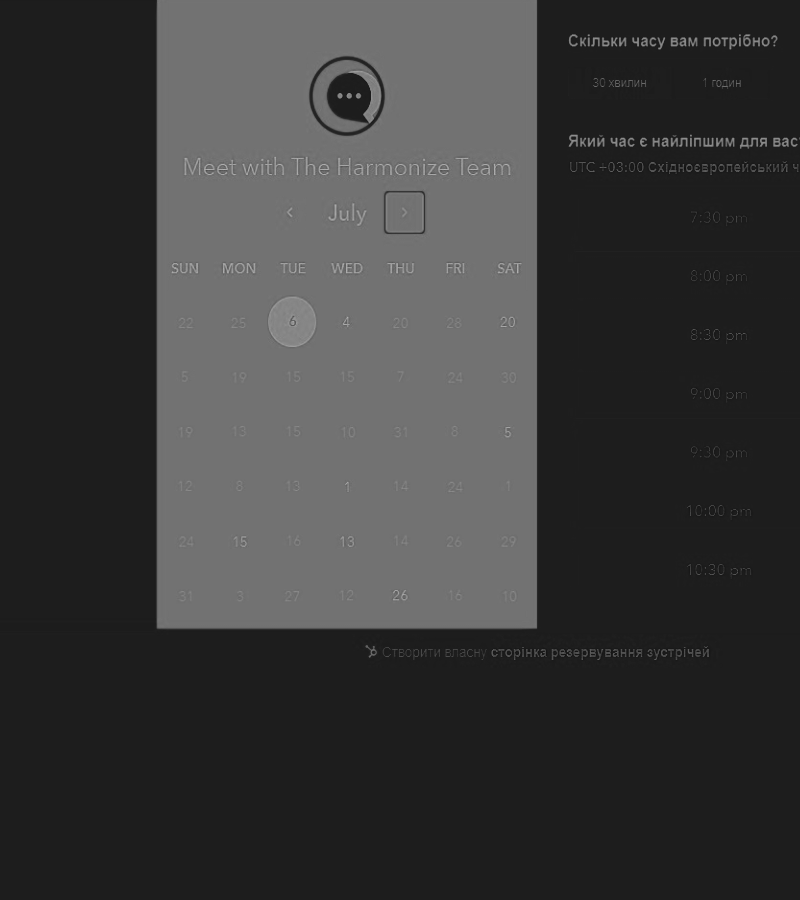 Meet with The Harmonize Team
July
SUN MON TUE WED THU FRI SAT
22 25 6 4 20 28 20
5 19 15 15 7 24 30
19 13 15 10 31 8 5
12 8 13 1 14 24 1
24 15 16 13 14 26 29
31 3 27 12 26 16 10
Скільки часу вам потрібно?
30 хвилин 1 годин
Який час є найліпшим для вас
UTC +03:00 Східноєвропейський ч
7:30 pm
8:00 pm
8:30 pm
9:00 pm
9:30 pm
10:00 pm
10:30 pm
Створити власну сторінка резервування зустрічей